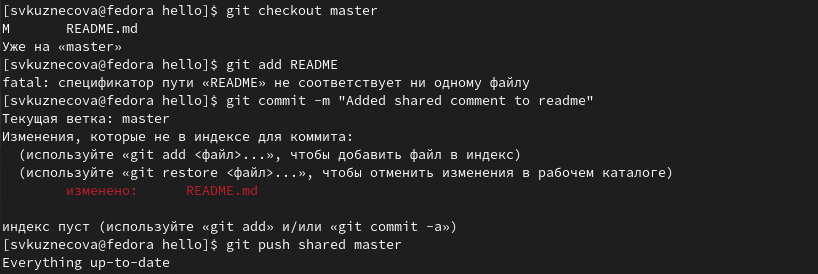 [svkuznecova@fedora hello]$ git checkout master
M       README.md
Уже на «master»
[svkuznecova@fedora hello]$ git add README
fatal: спецификатор пути «README» не соответствует ни одному файлу
[svkuznecova@fedora hello]$ git commit -m "Added shared comment to readme"
Текущая ветка: master
Изменения, которые не в индексе для коммита:
  (используйте «git add <файл>...», чтобы добавить файл в индекс)
  (используйте «git restore <файл>...», чтобы отменить изменения в рабочем каталоге)
        изменено:      README.md
индекс пуст (используйте «git add» и/или «git commit -a»)
[svkuznecova@fedora hello]$ git push shared master
Everything up-to-date